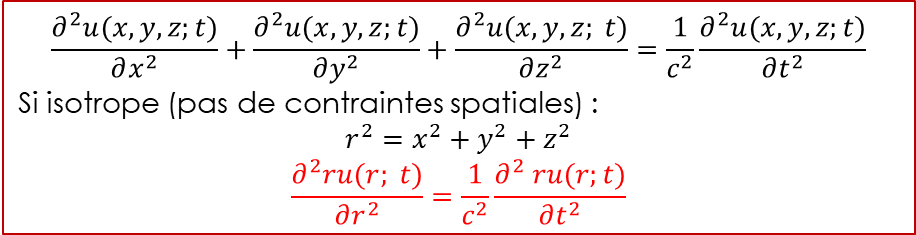 ∂²u(x,y,z;t)/∂x² + ∂²u(x,y,z;t)/∂y² + ∂²u(x,y,z; t)/∂z² = 1/c² ∂²u(x,y,z;t)/∂t²
Si isotrope (pas de contraintes spatiales) :
r² = x² + y² + z²
∂²ru(r; t)/∂r² = 1/c² ∂² ru(r;t)/∂t²